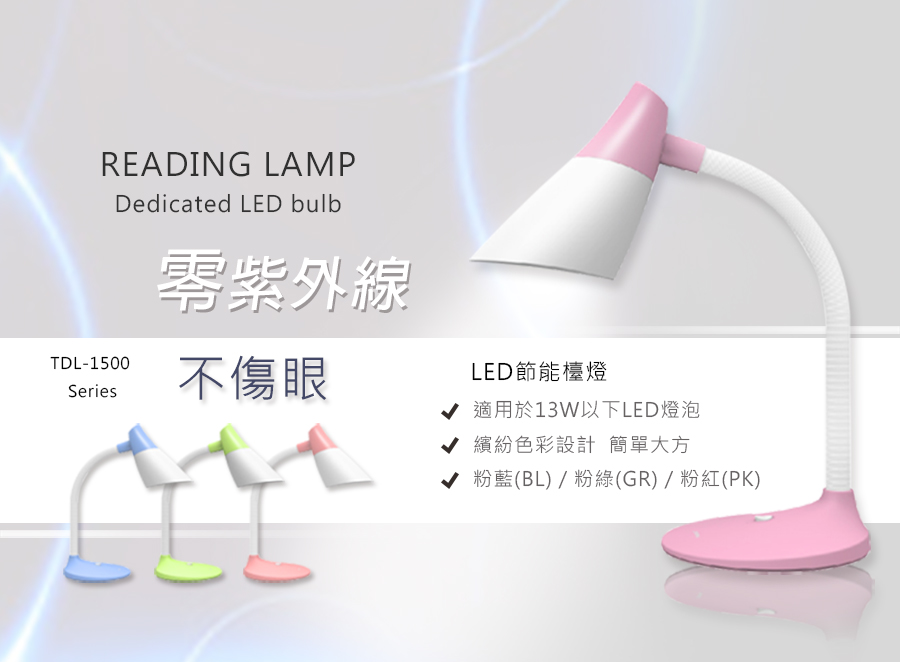 READING LAMP
Dedicated LED bulb
零紫外線
TDL-1500
Series
不傷眼
LED節能檯燈
適用於13W以下LED燈泡
繽紛色彩設計 簡單大方
粉藍(BL) / 粉綠(GR) / 粉紅(PK)